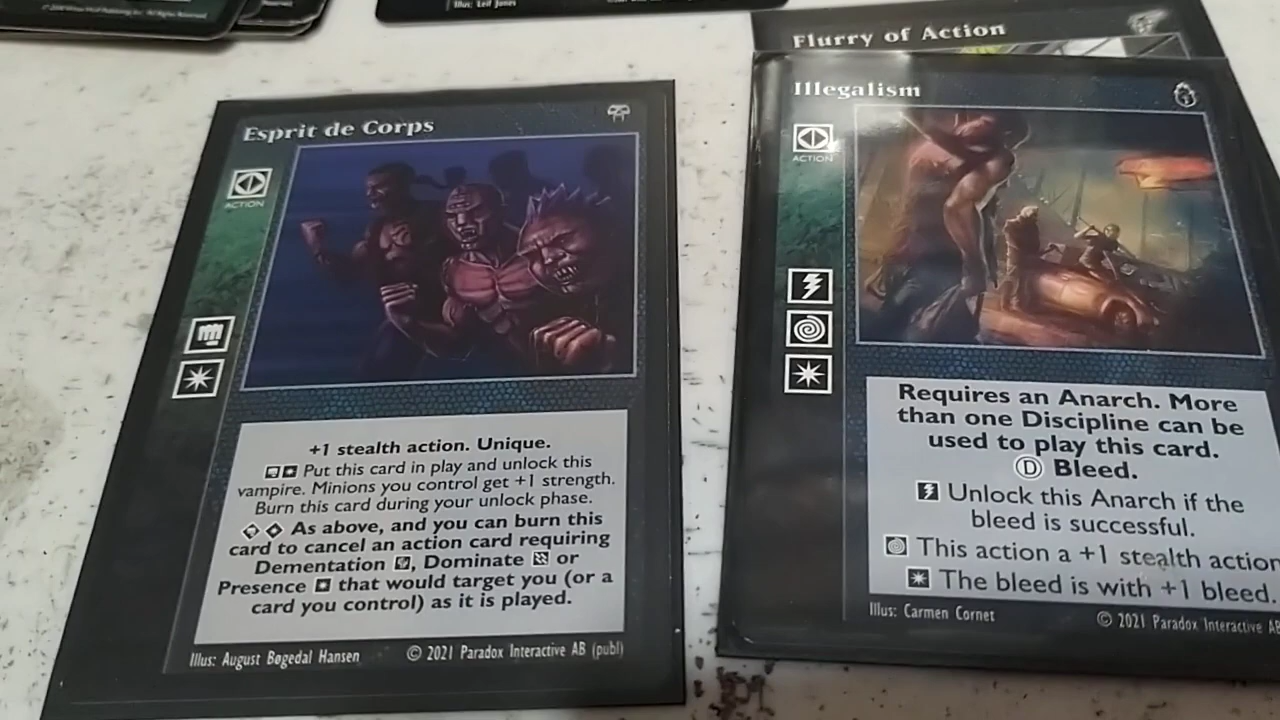 Illus: Leif Jones
Flurry of Action
Esprit de Corps
ACTION
+1 stealth action. Unique.
Put this card in play and unlock this
vampire. Minions you control get +1 strength.
Burn this card during your unlock phase.
As above, and you can burn this
card to cancel an action card requiring
Dementation , Dominate or
Presence that would target you (or a
card you control) as it is played.
Illus: August Bøgedal Hansen © 2021 Paradox Interactive AB (publ)
Illegalism
ACTION
Requires an Anarch. More
than one Discipline can be
used to play this card.
Ⓓ Bleed.
Unlock this Anarch if the
bleed is successful.
This action a +1 stealth action
The bleed is with +1 bleed.
Illus: Carmen Cornet © 2021 Paradox Interactive AB